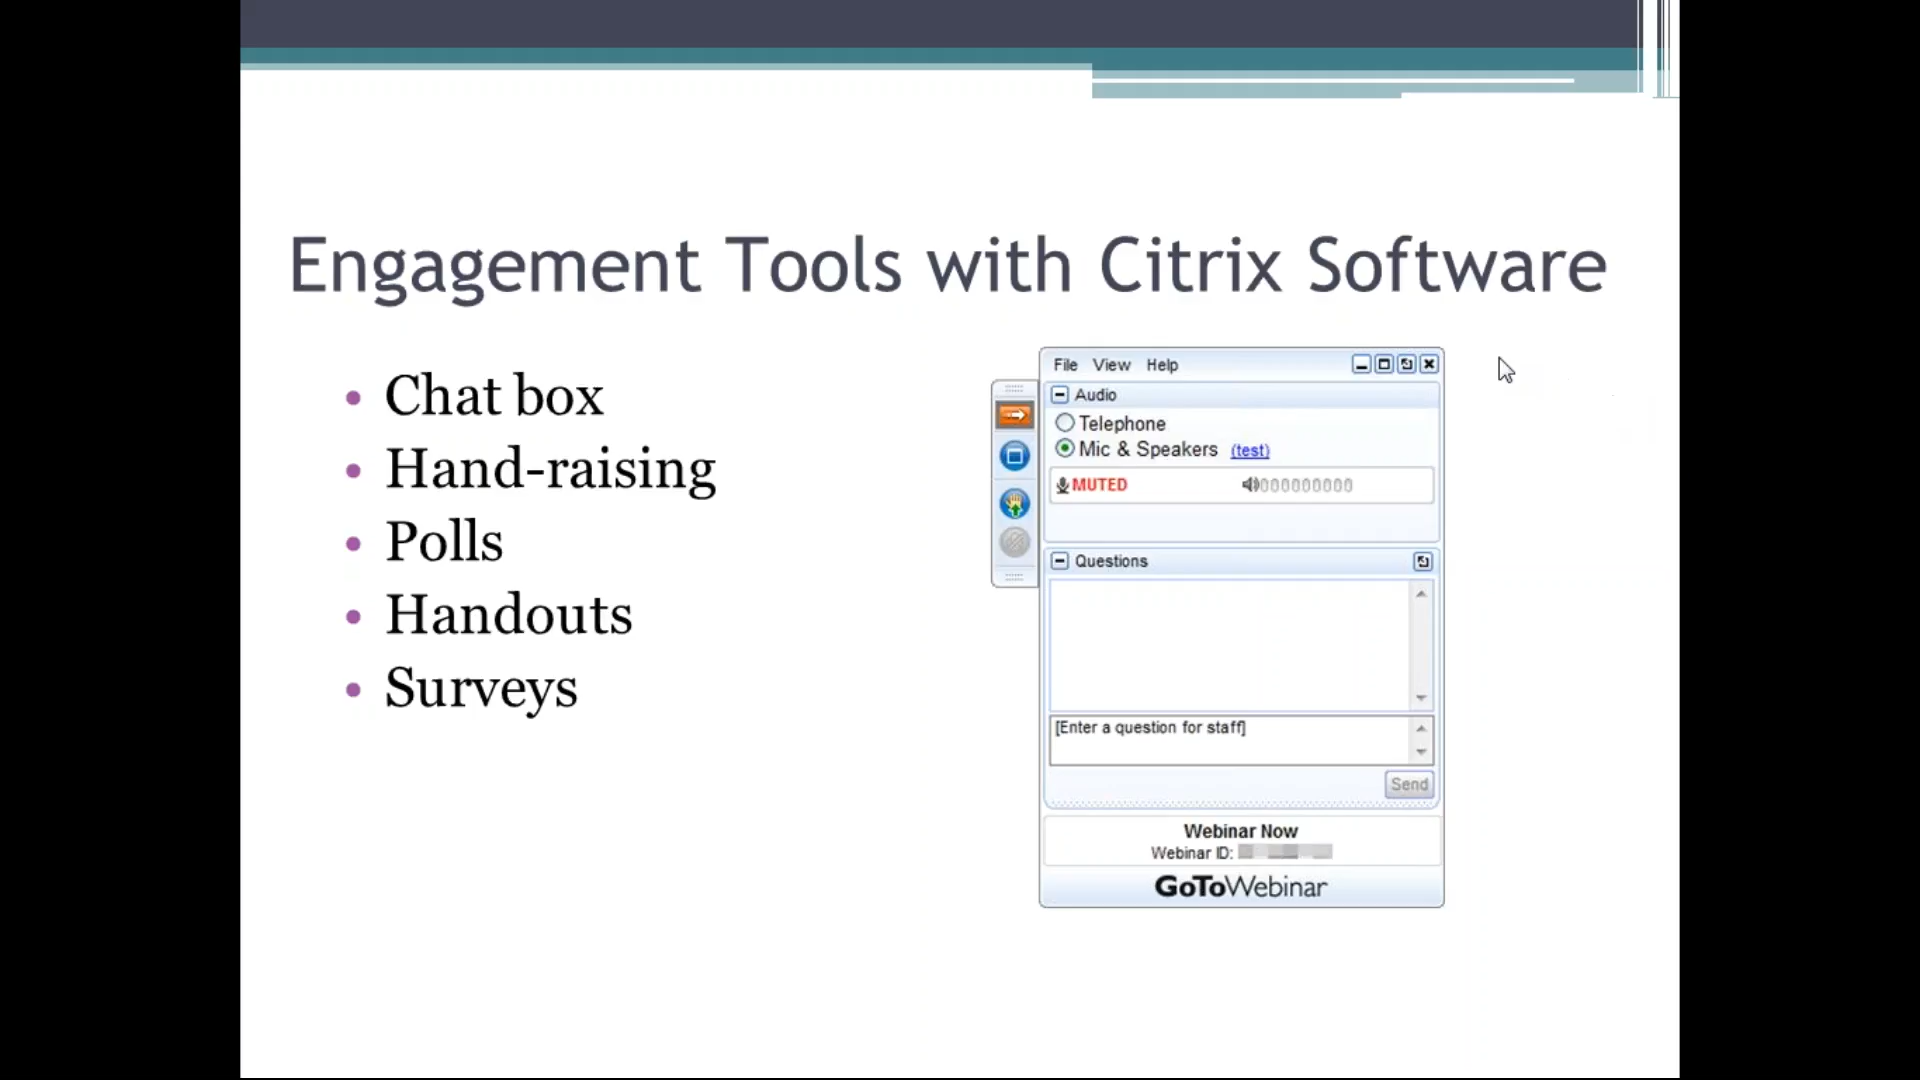 Engagement Tools with Citrix Software
• Chat box
• Hand-raising
• Polls
• Handouts
• Surveys
File View Help
Audio
Telephone
Mic & Speakers (test)
MUTED
Questions
[Enter a question for staff]
Send
Webinar Now
Webinar ID:
GoToWebinar